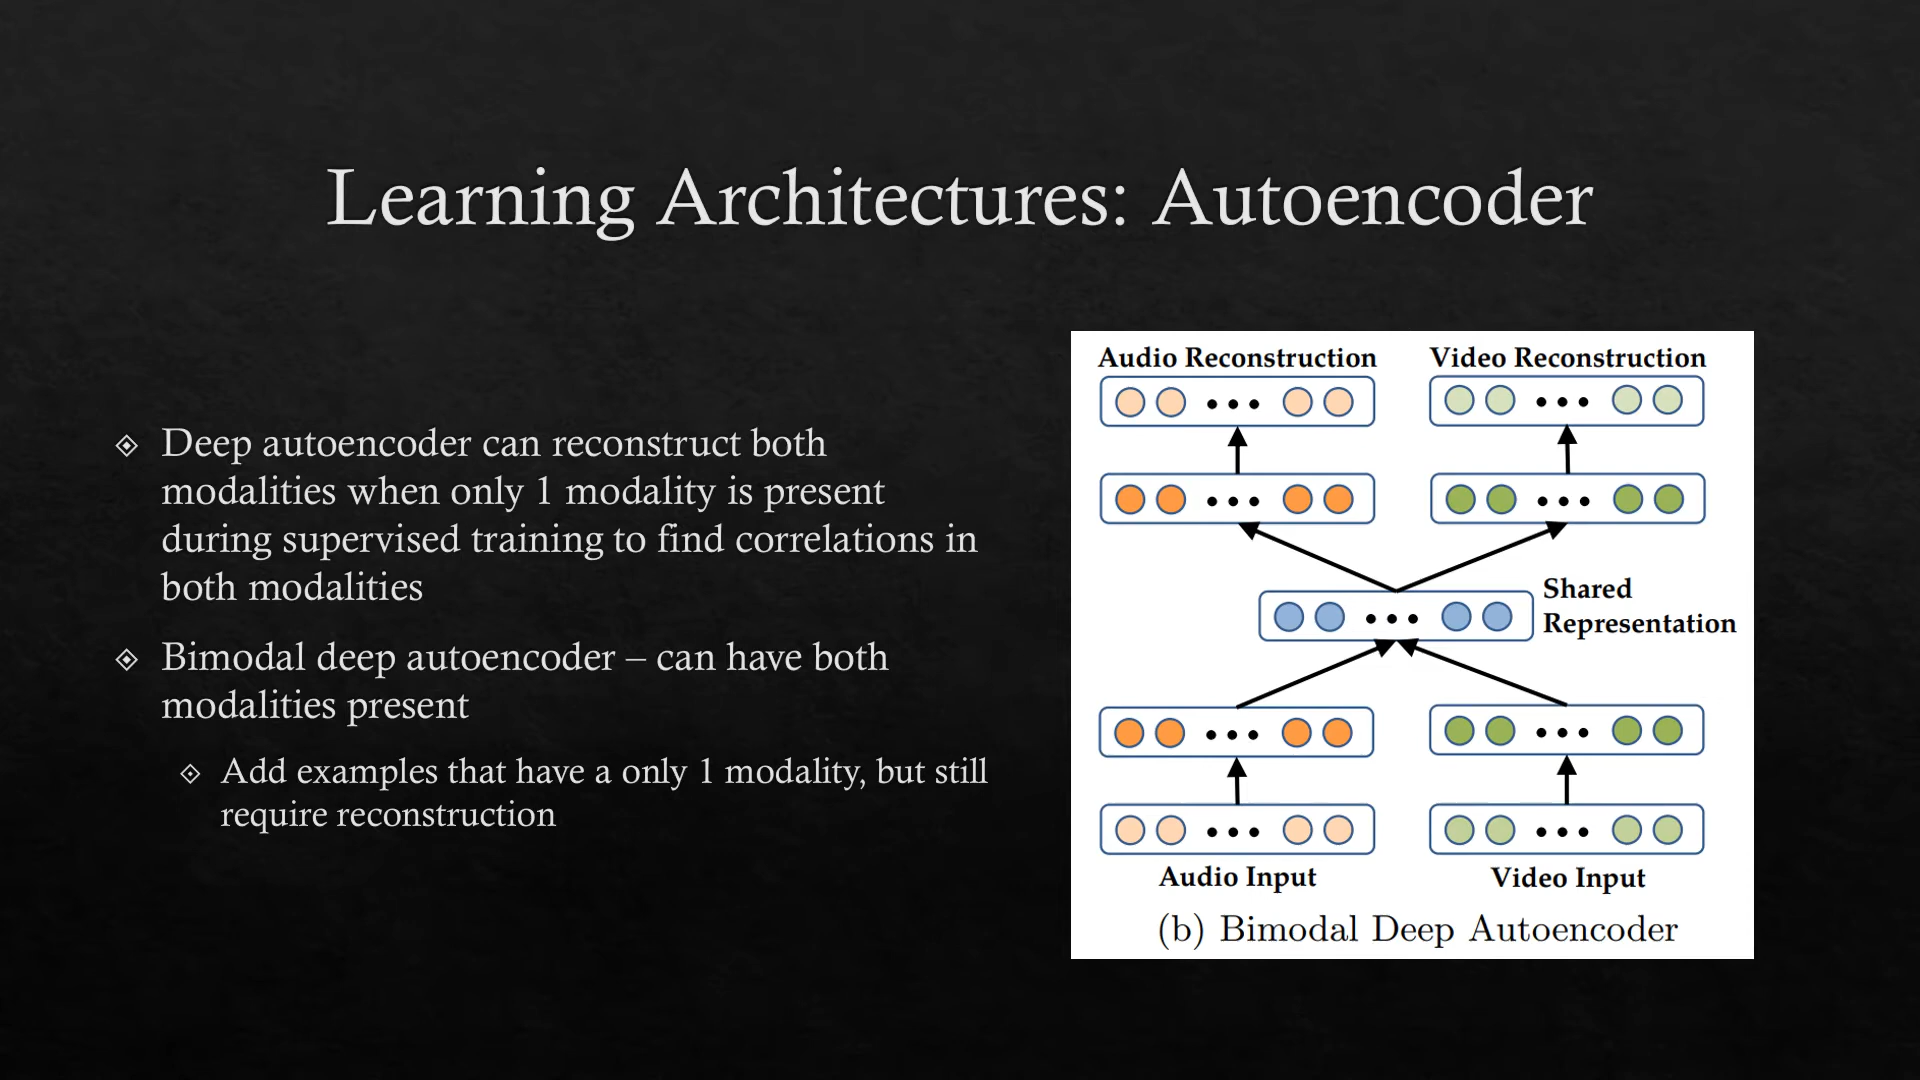 Learning Architectures: Autoencoder
Deep autoencoder can reconstruct both
modalities when only 1 modality is present
during supervised training to find correlations in
both modalities
Bimodal deep autoencoder – can have both
modalities present
Add examples that have a only 1 modality, but still
require reconstruction
Audio Reconstruction
Video Reconstruction
Shared
Representation
Audio Input
Video Input
(b) Bimodal Deep Autoencoder